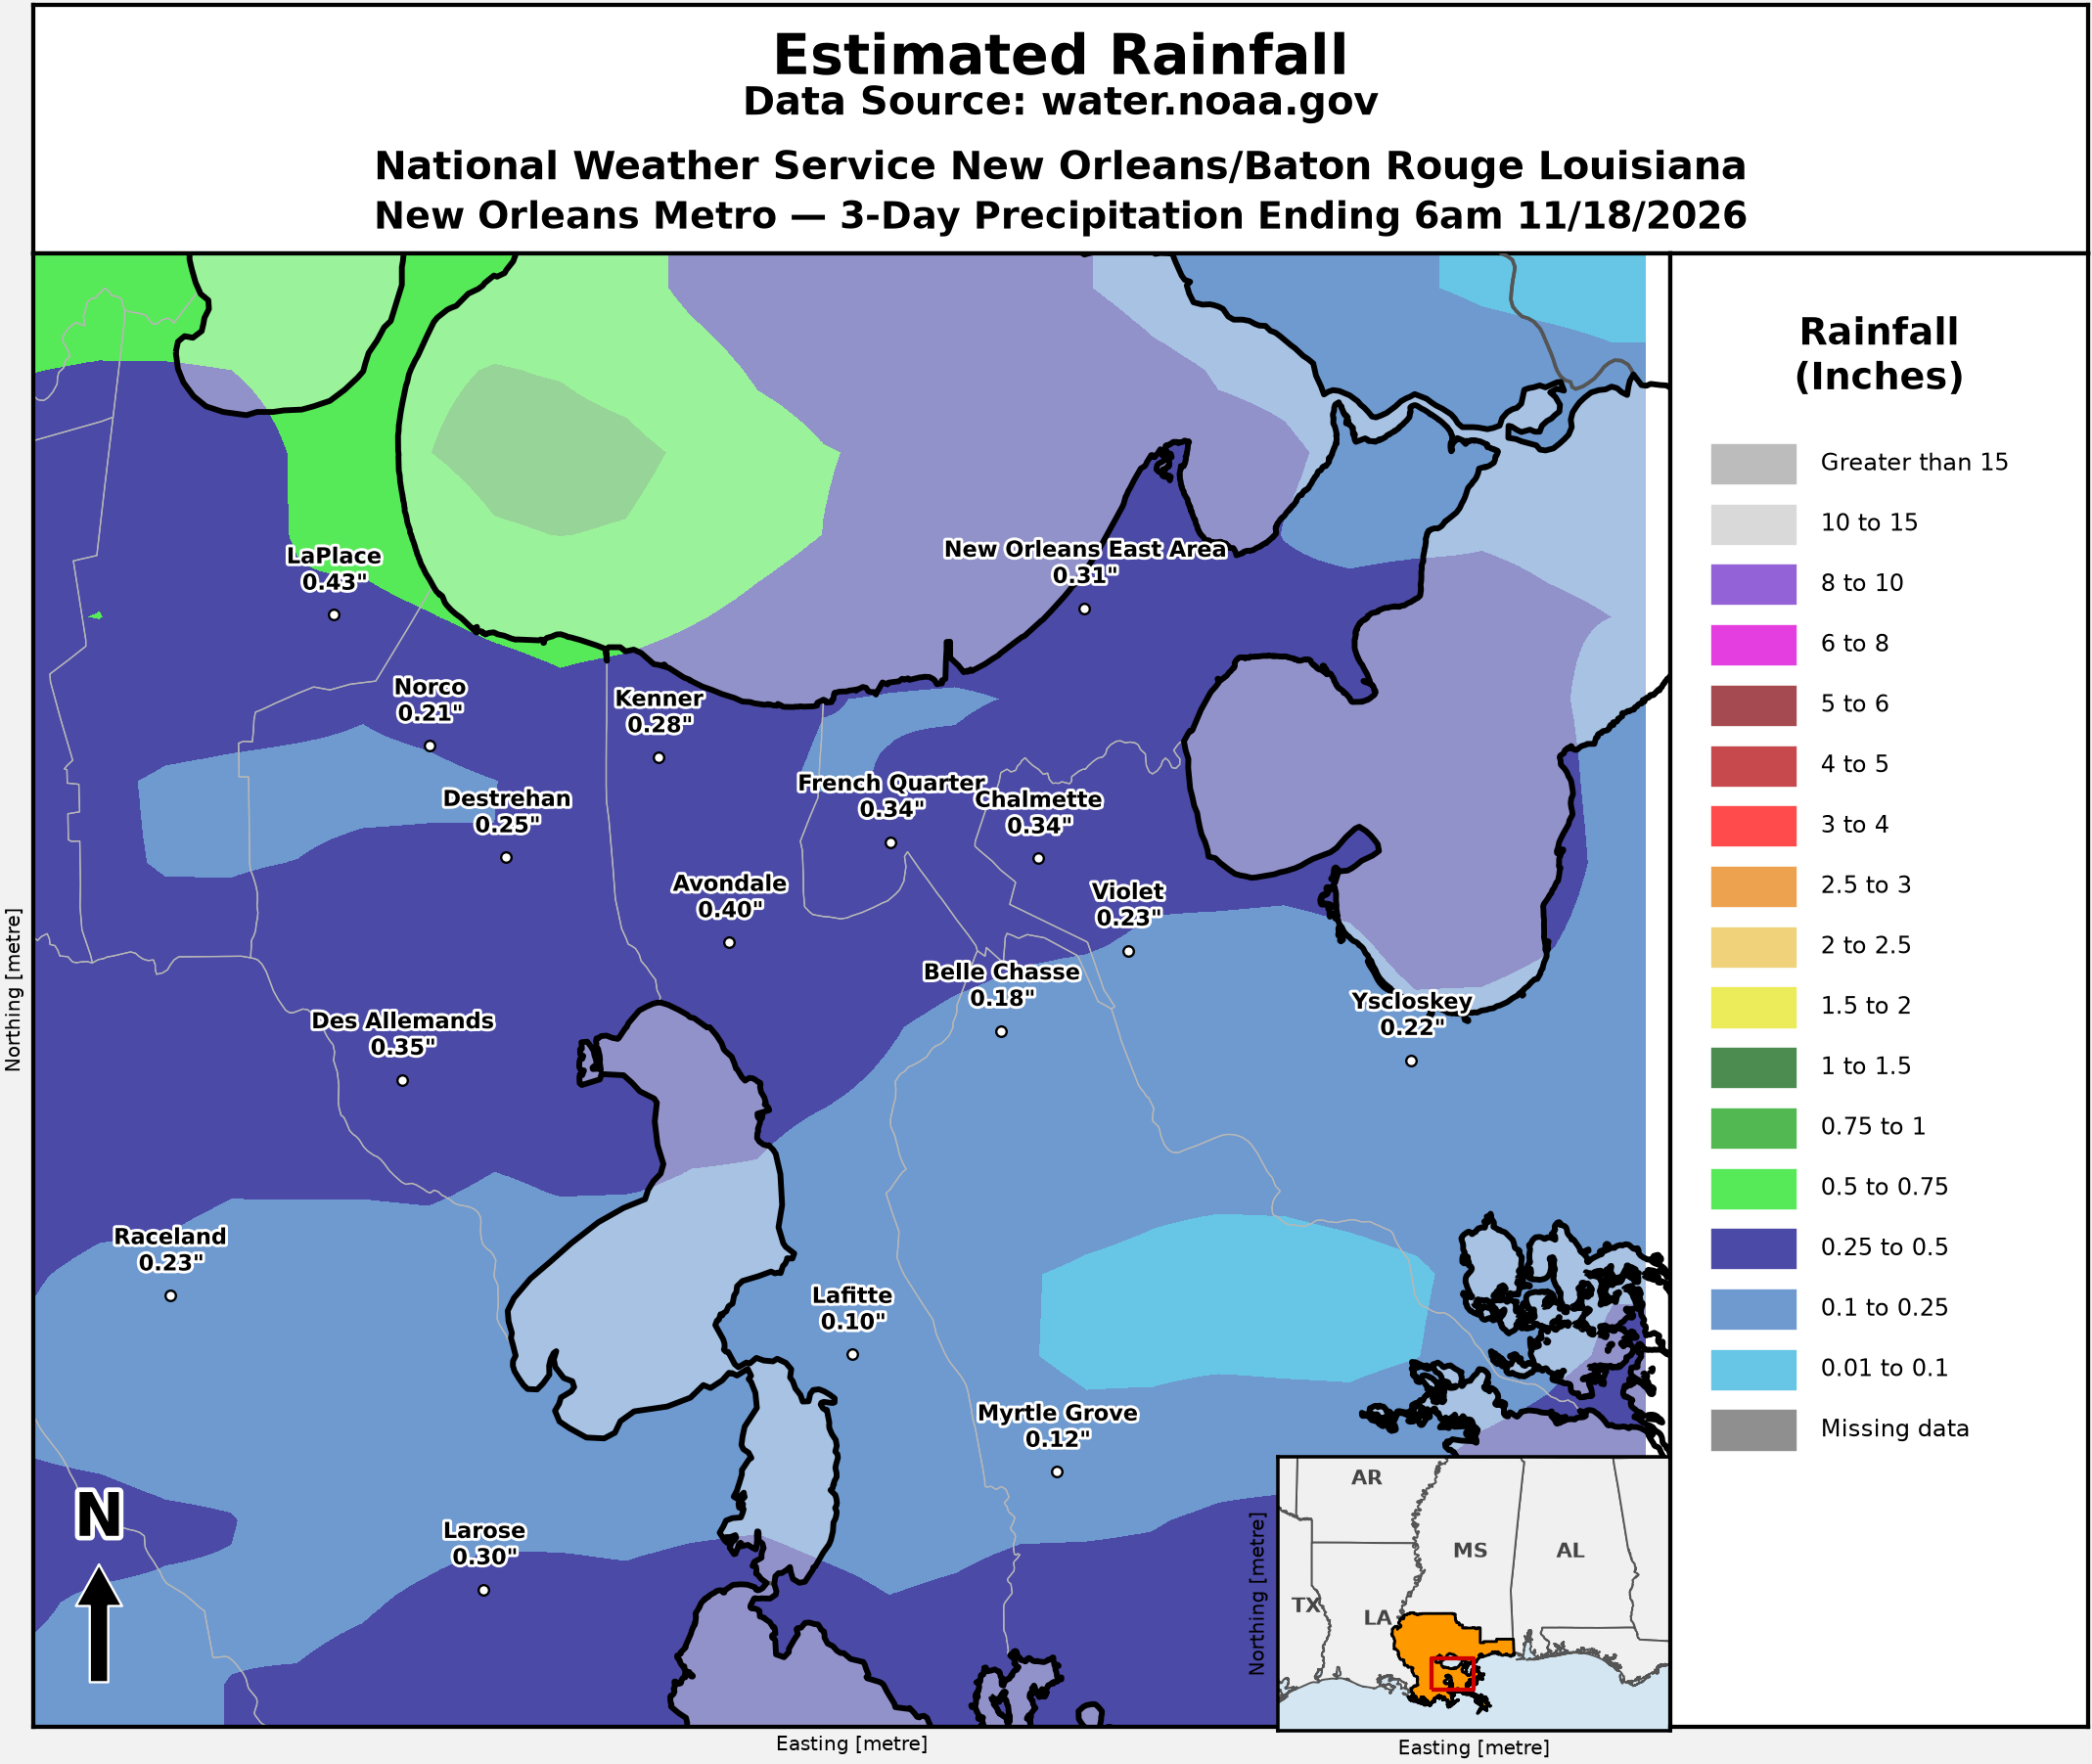 Estimated Rainfall
Data Source: water.noaa.gov
National Weather Service New Orleans/Baton Rouge Louisiana
New Orleans Metro — 3-Day Precipitation Ending 6am 11/18/2026
Rainfall
(Inches)
Greater than 15
10 to 15
8 to 10
6 to 8
5 to 6
4 to 5
3 to 4
2.5 to 3
2 to 2.5
1.5 to 2
1 to 1.5
0.75 to 1
0.5 to 0.75
0.25 to 0.5
0.1 to 0.25
0.01 to 0.1
Missing data
New Orleans East Area
0.31"
LaPlace
0.43"
Norco
0.21"
Kenner
0.28"
French Quarter
0.34"
Chalmette
0.34"
Destrehan
0.25"
Avondale
0.40"
Violet
0.23"
Belle Chasse
0.18"
Yscloskey
0.22"
Des Allemands
0.35"
Raceland
0.23"
Lafitte
0.10"
Myrtle Grove
0.12"
Larose
0.30"
N
AR
MS
AL
TX
LA
Northing [metre]
Easting [metre]
Northing [metre]
Easting [metre]